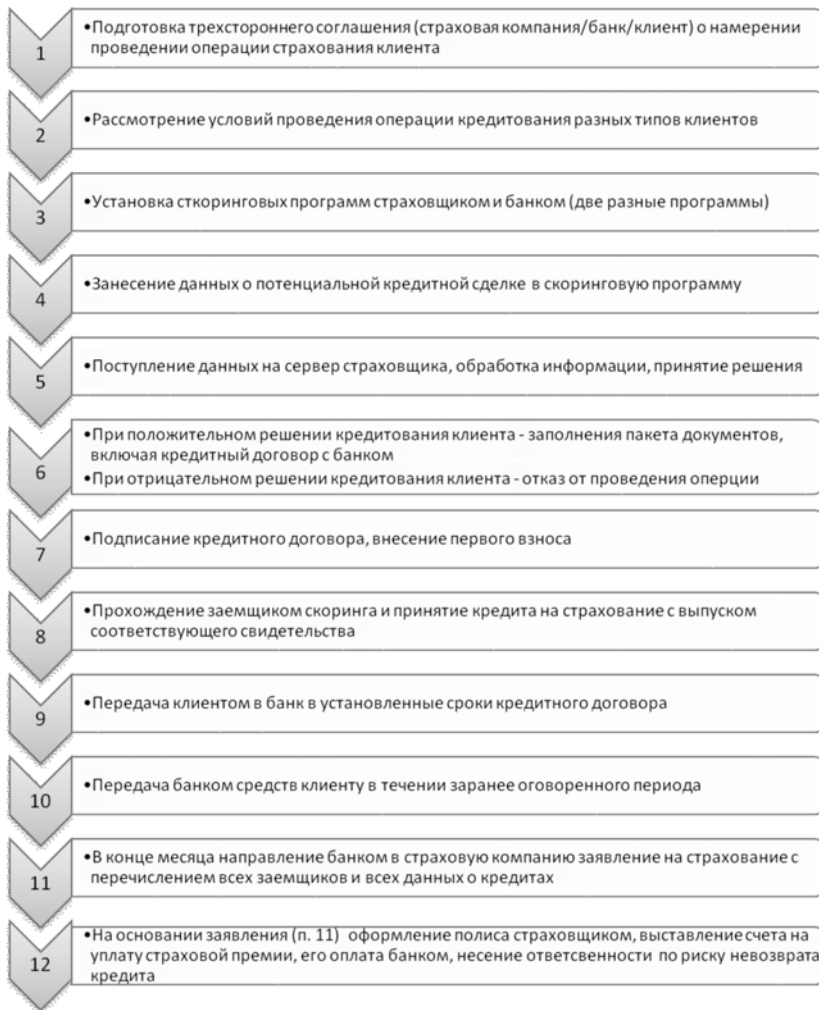 1
•Подготовка трехстороннего соглашения (страховая компания/банк/клиент) о намерении
проведении операции страхования клиента
2
•Рассмотрение условий проведения операции кредитования разных типов клиентов
3
•Установка сткоринговых программ страховщиком и банком (две разные программы)
4
•Занесение данных о потенциальной кредитной сделке в скоринговую программу
5
•Поступление данных на сервер страховщика, обработка информации, принятие решения
6
•При положительном решении кредитования клиента - заполнения пакета документов,
включая кредитный договор с банком
•При отрицательном решении кредитования клиента - отказ от проведения оперции
7
•Подписание кредитного договора, внесение первого взноса
8
•Прохождение заемщиком скоринга и принятие кредита на страхование с выпуском
соответствующего свидетельства
9
•Передача клиентом в банк в установленные сроки кредитного договора
10
•Передача банком средств клиенту в течении заранее оговоренного периода
11
•В конце месяца направление банком в страховую компанию заявление на страхование с
перечислением всех заемщиков и всех данных о кредитах
12
•На основании заявления (п. 11) оформление полиса страховщиком, выставление счета на
уплату страховой премии, его оплата банком, несение ответсвенности по риску невозврата
кредита